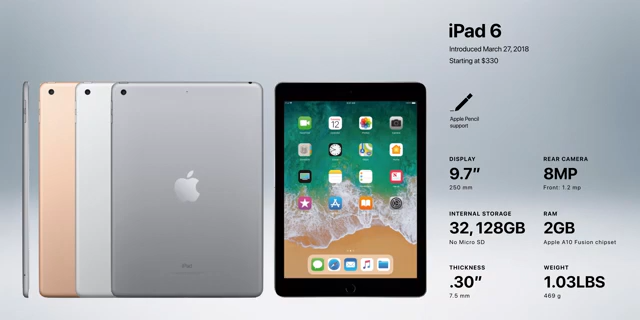 iPad 6
Introduced March 27, 2018
Starting at $330
Apple Pencil
support
DISPLAY
9.7”
250 mm
REAR CAMERA
8MP
Front: 1.2 mp
INTERNAL STORAGE
32, 128GB
No Micro SD
RAM
2GB
Apple A10 Fusion chipset
THICKNESS
.30”
7.5 mm
WEIGHT
1.03LBS
469 g
iPad